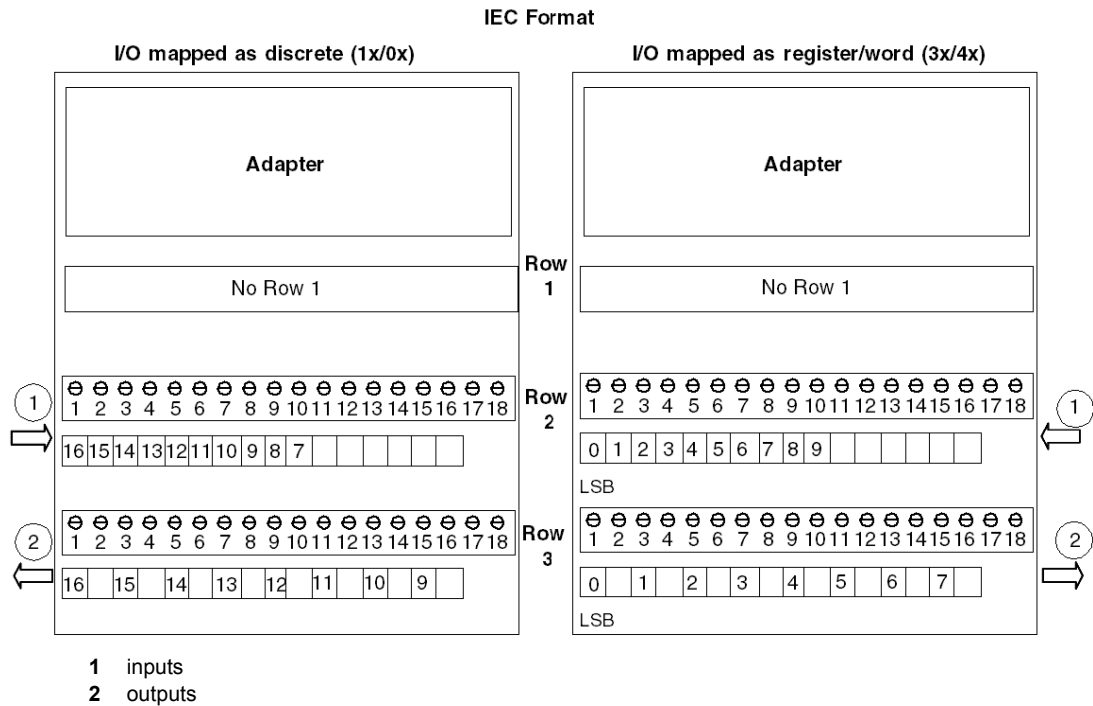 IEC Format
I/O mapped as discrete (1x/0x)
I/O mapped as register/word (3x/4x)
Adapter
Adapter
Row 1
No Row 1
No Row 1
1
1 2 3 4 5 6 7 8 9 10 11 12 13 14 15 16 17 18
Row 2
1 2 3 4 5 6 7 8 9 10 11 12 13 14 15 16 17 18
1
16 15 14 13 12 11 10 9 8 7
0 1 2 3 4 5 6 7 8 9
LSB
2
1 2 3 4 5 6 7 8 9 10 11 12 13 14 15 16 17 18
Row 3
1 2 3 4 5 6 7 8 9 10 11 12 13 14 15 16 17 18
2
16 15 14 13 12 11 10 9
0 1 2 3 4 5 6 7
LSB
1 inputs
2 outputs